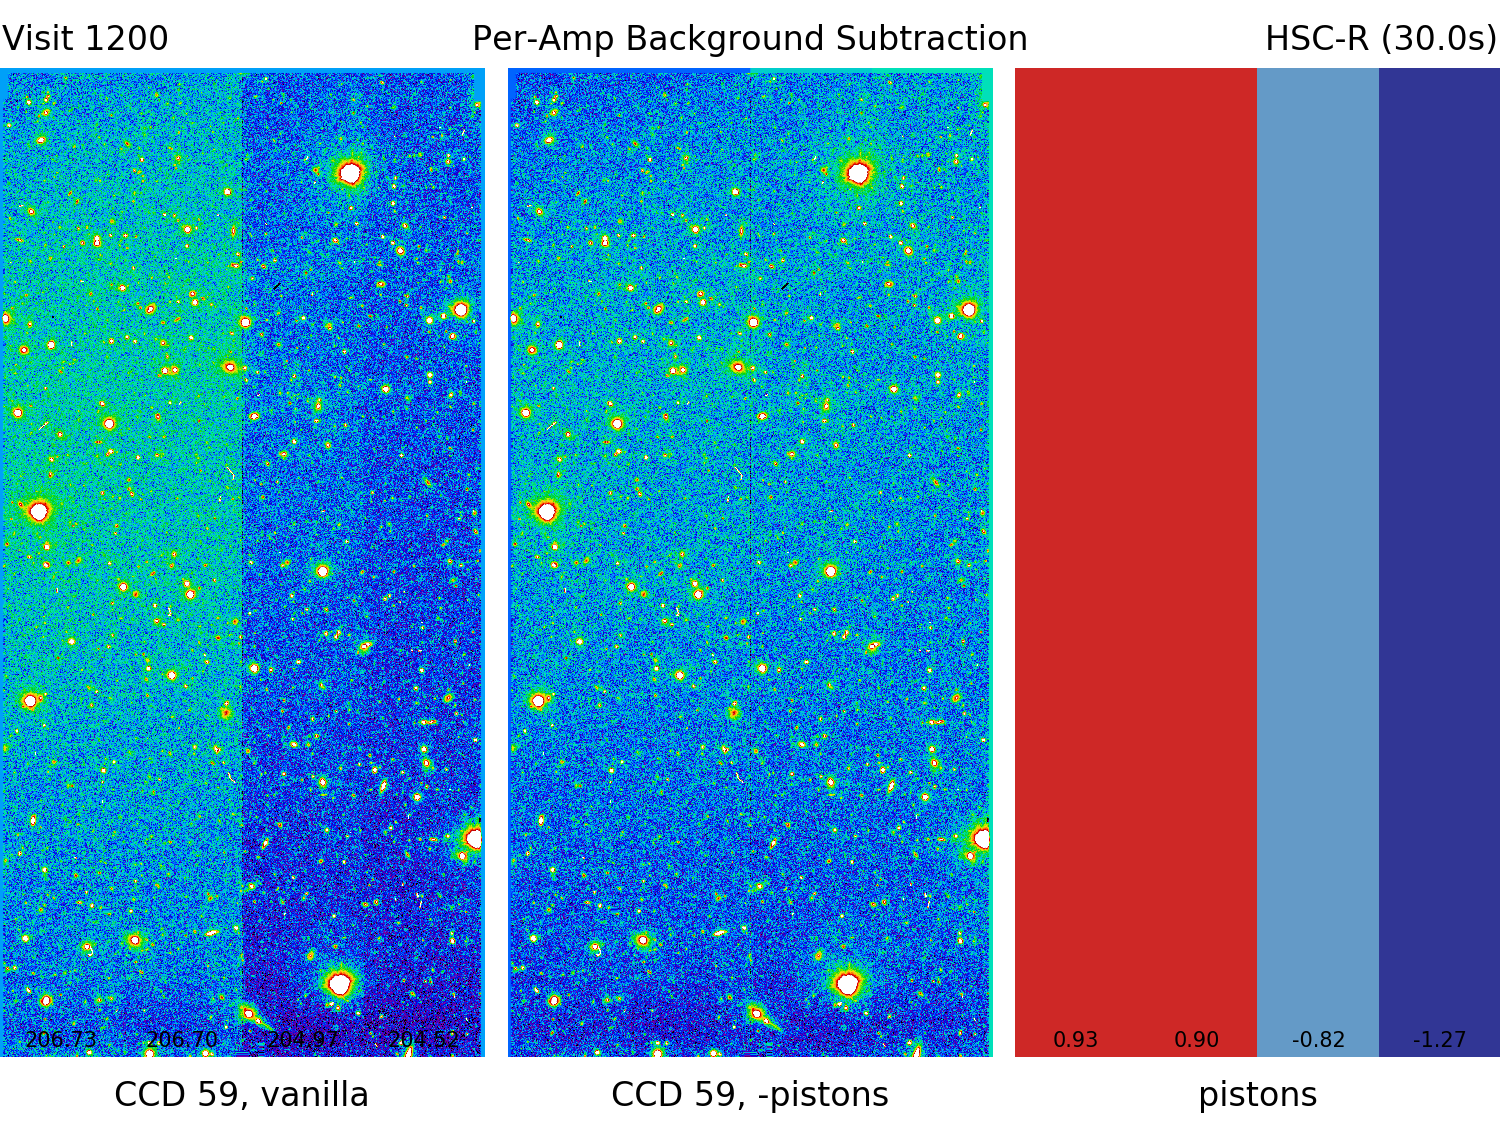 Visit 1200 Per-Amp Background Subtraction HSC-R (30.0s)
206.73 206.70 204.97 204.52 0.93 0.90 -0.82 -1.27
CCD 59, vanilla CCD 59, -pistons pistons